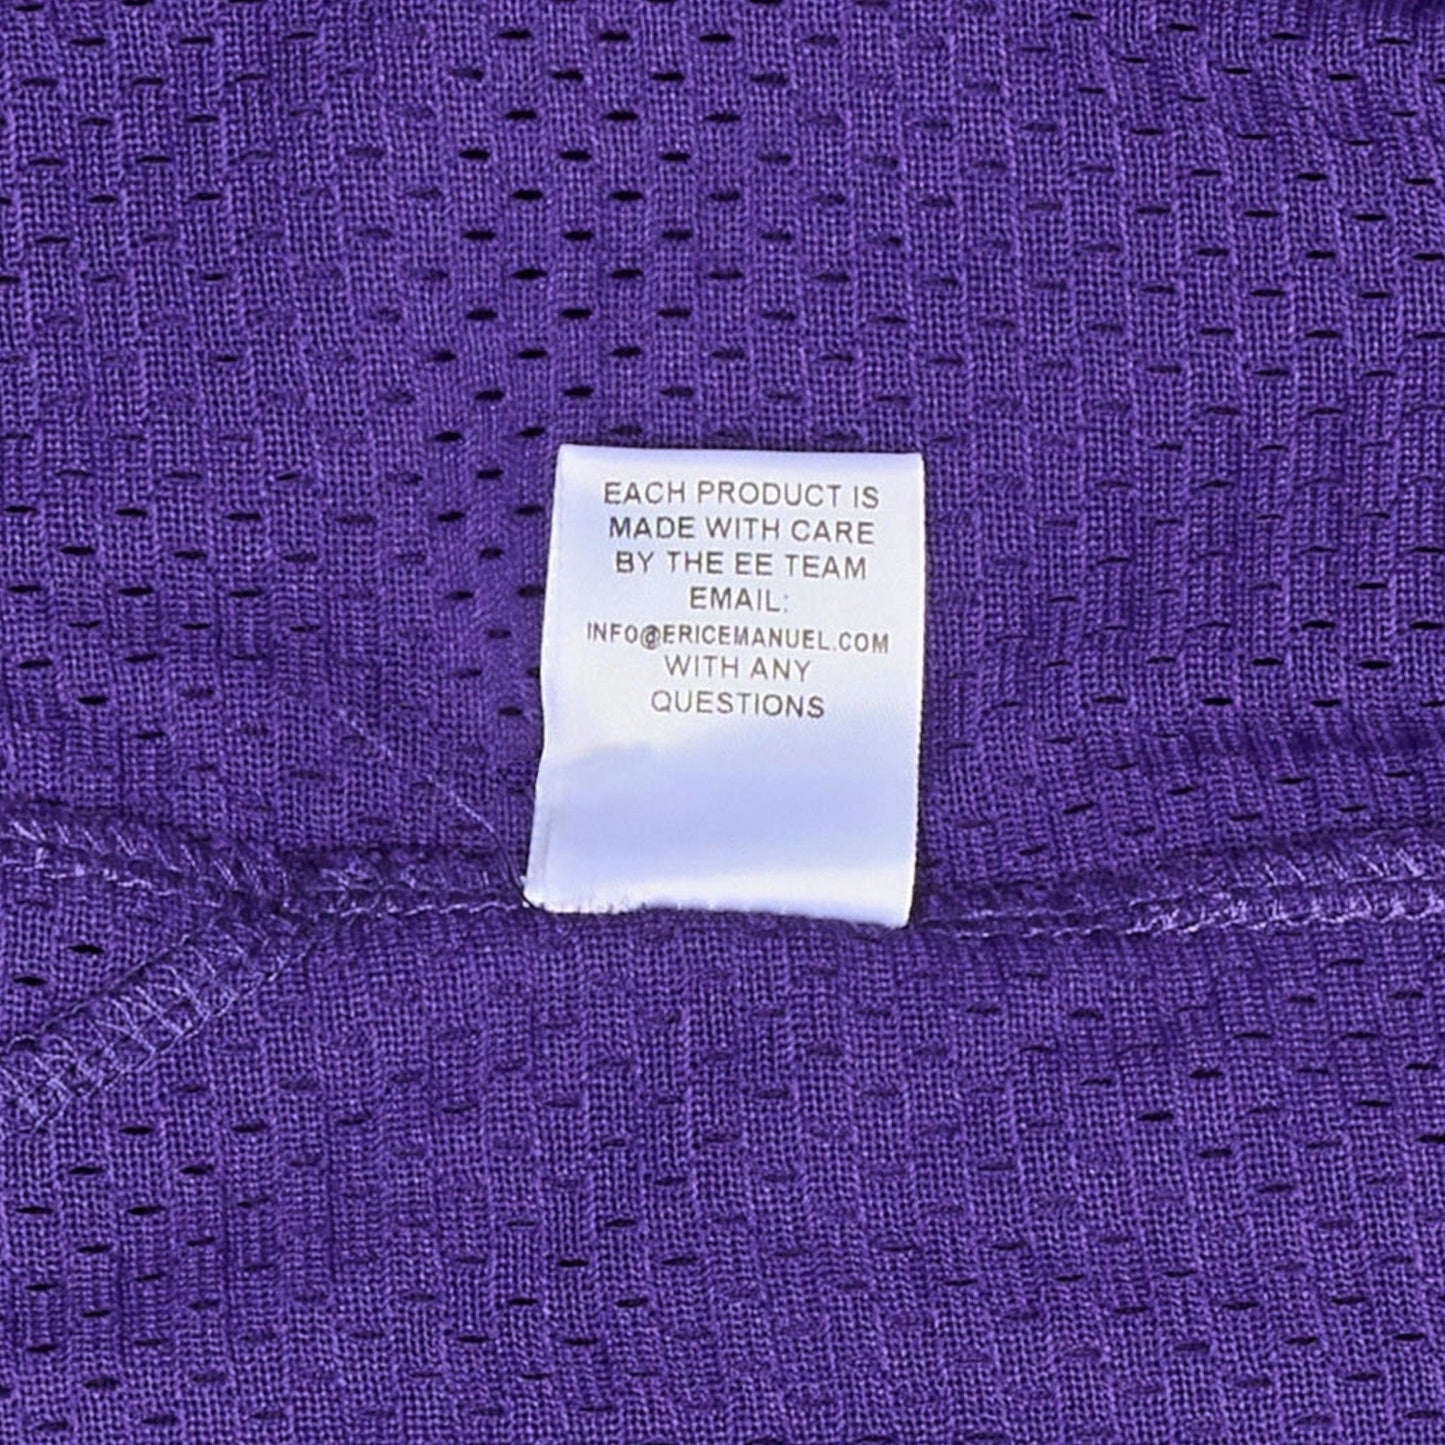 EACH PRODUCT IS
MADE WITH CARE
BY THE EE TEAM
EMAIL:
INFO@ERICEMANUEL.COM
WITH ANY
QUESTIONS